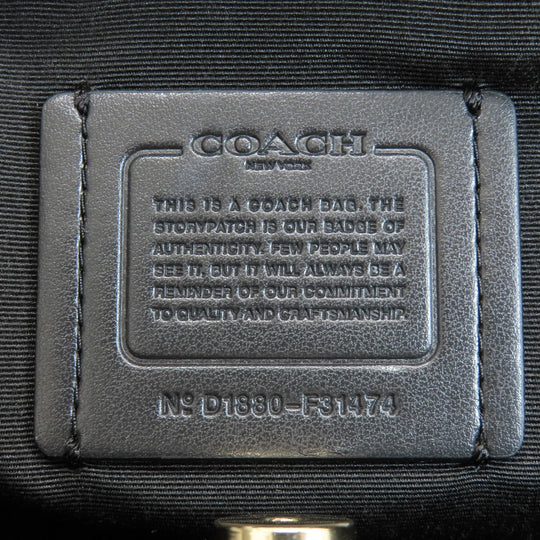 COACH
NEW YORK
THIS IS A COACH BAG. THE
STORYPATCH IS OUR BADGE OF
AUTHENTICITY. FEW PEOPLE MAY
SEE IT, BUT IT WILL ALWAYS BE A
REMINDER OF OUR COMMITMENT
TO QUALITY AND CRAFTSMANSHIP.
Nº D1880-F31474